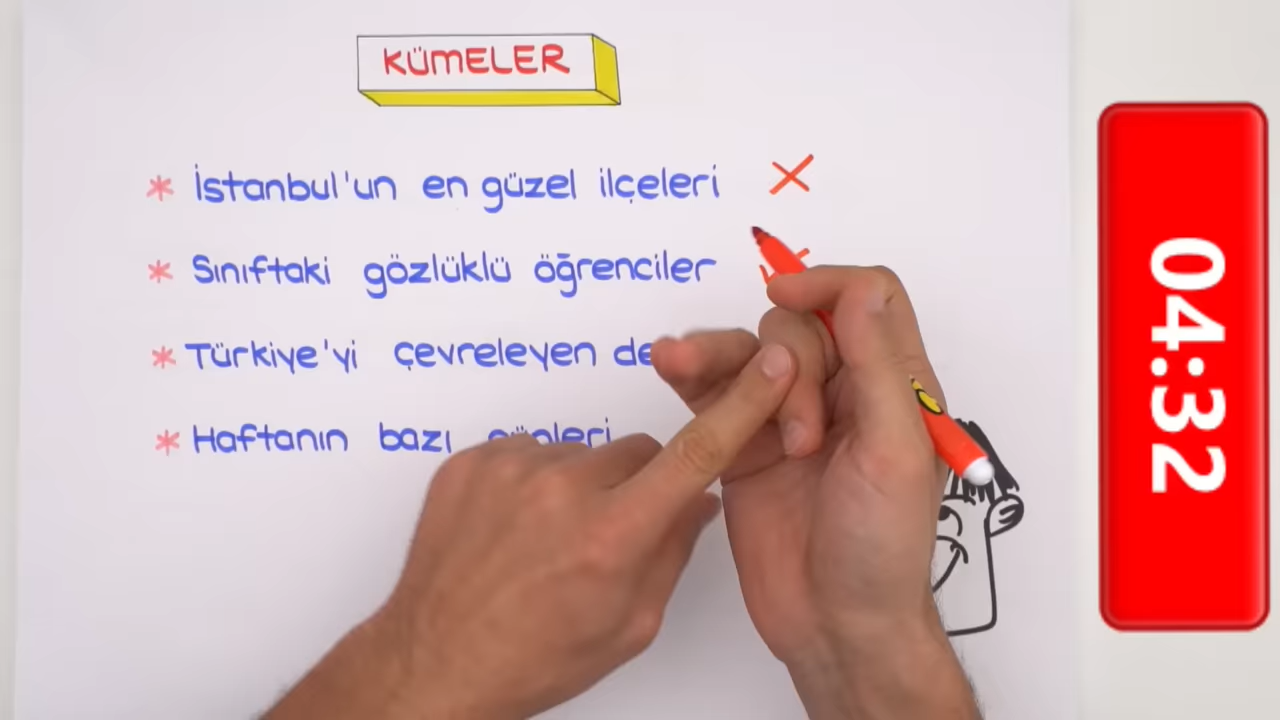 KÜMELER
* İstanbul'un en güzel ilçeleri
* Sınıftaki gözlüklü öğrenciler
* Türkiye'yi çevreleyen
* Haftanın bazı
04:32